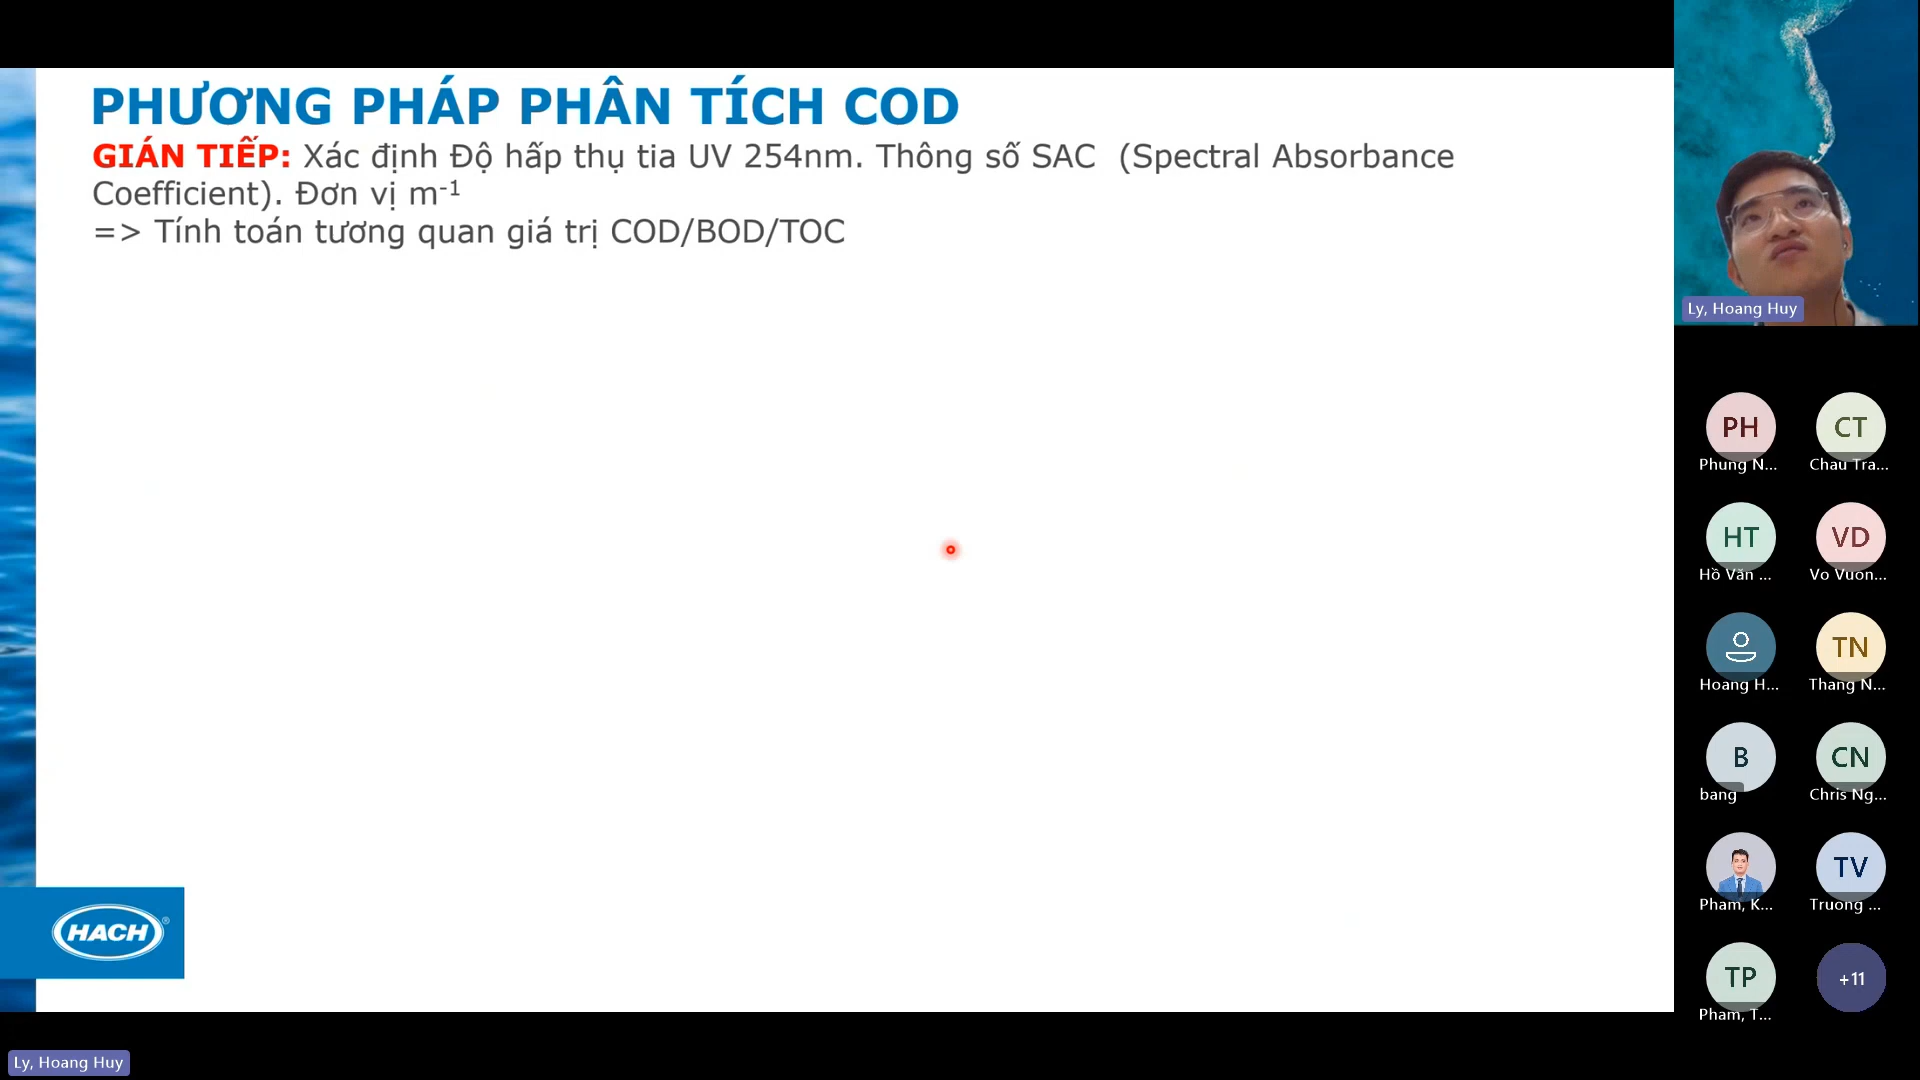 PHƯƠNG PHÁP PHÂN TÍCH COD
GIÁN TIẾP: Xác định Độ hấp thụ tia UV 254nm. Thông số SAC (Spectral Absorbance
Coefficient). Đơn vị m⁻¹
=> Tính toán tương quan giá trị COD/BOD/TOC
HACH®
Ly, Hoang Huy
PH
Phung N...
CT
Chau Tra...
HT
Hồ Văn ...
VD
Vo Vuon...
Hoang H...
TN
Thang N...
B
bang
CN
Chris Ng...
Pham, K...
TV
Truong ...
TP
Pham, T...
+11
Ly, Hoang Huy